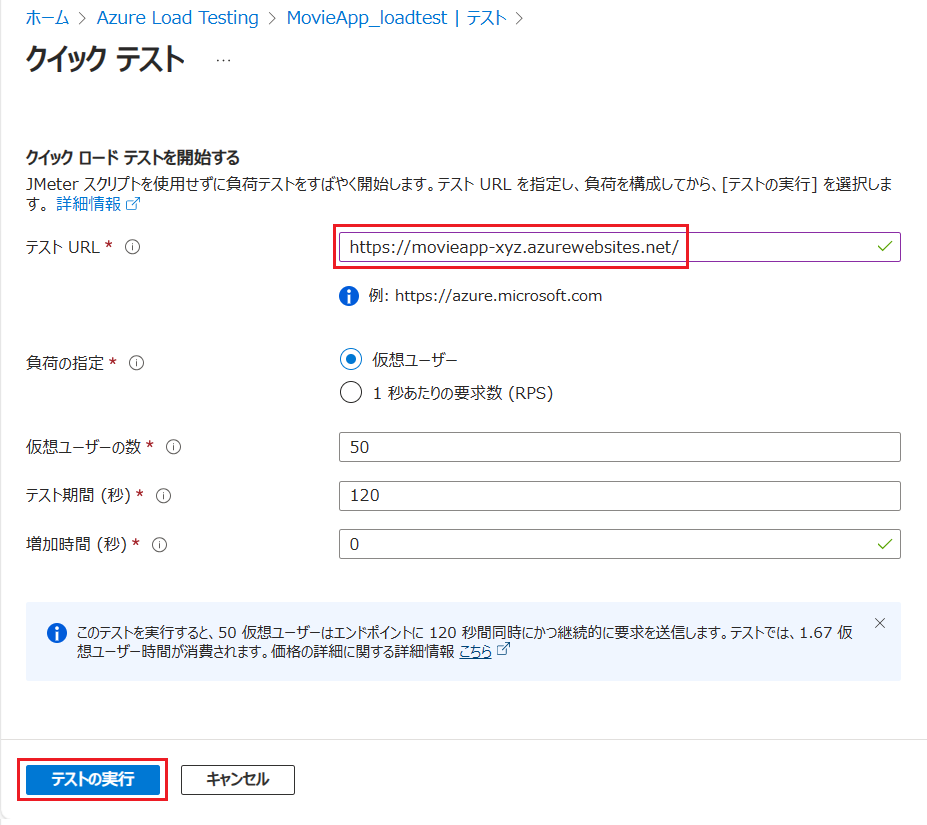 ホーム > Azure Load Testing > MovieApp_loadtest | テスト >
クイック テスト ...
クイック ロード テストを開始する
JMeter スクリプトを使用せずに負荷テストをすばやく開始します。テスト URL を指定し、負荷を構成してから、[テストの実行] を選択しま
す。 詳細情報
テスト URL *
https://movieapp-xyz.azurewebsites.net/
例: https://azure.microsoft.com
負荷の指定 *
仮想ユーザー
1 秒あたりの要求数 (RPS)
仮想ユーザーの数 *
50
テスト期間 (秒) *
120
増加時間 (秒) *
0
このテストを実行すると、50 仮想ユーザーはエンドポイントに 120 秒間同時にかつ継続的に要求を送信します。テストでは、1.67 仮
想ユーザー時間が消費されます。価格の詳細に関する詳細情報 こちら
テストの実行
キャンセル